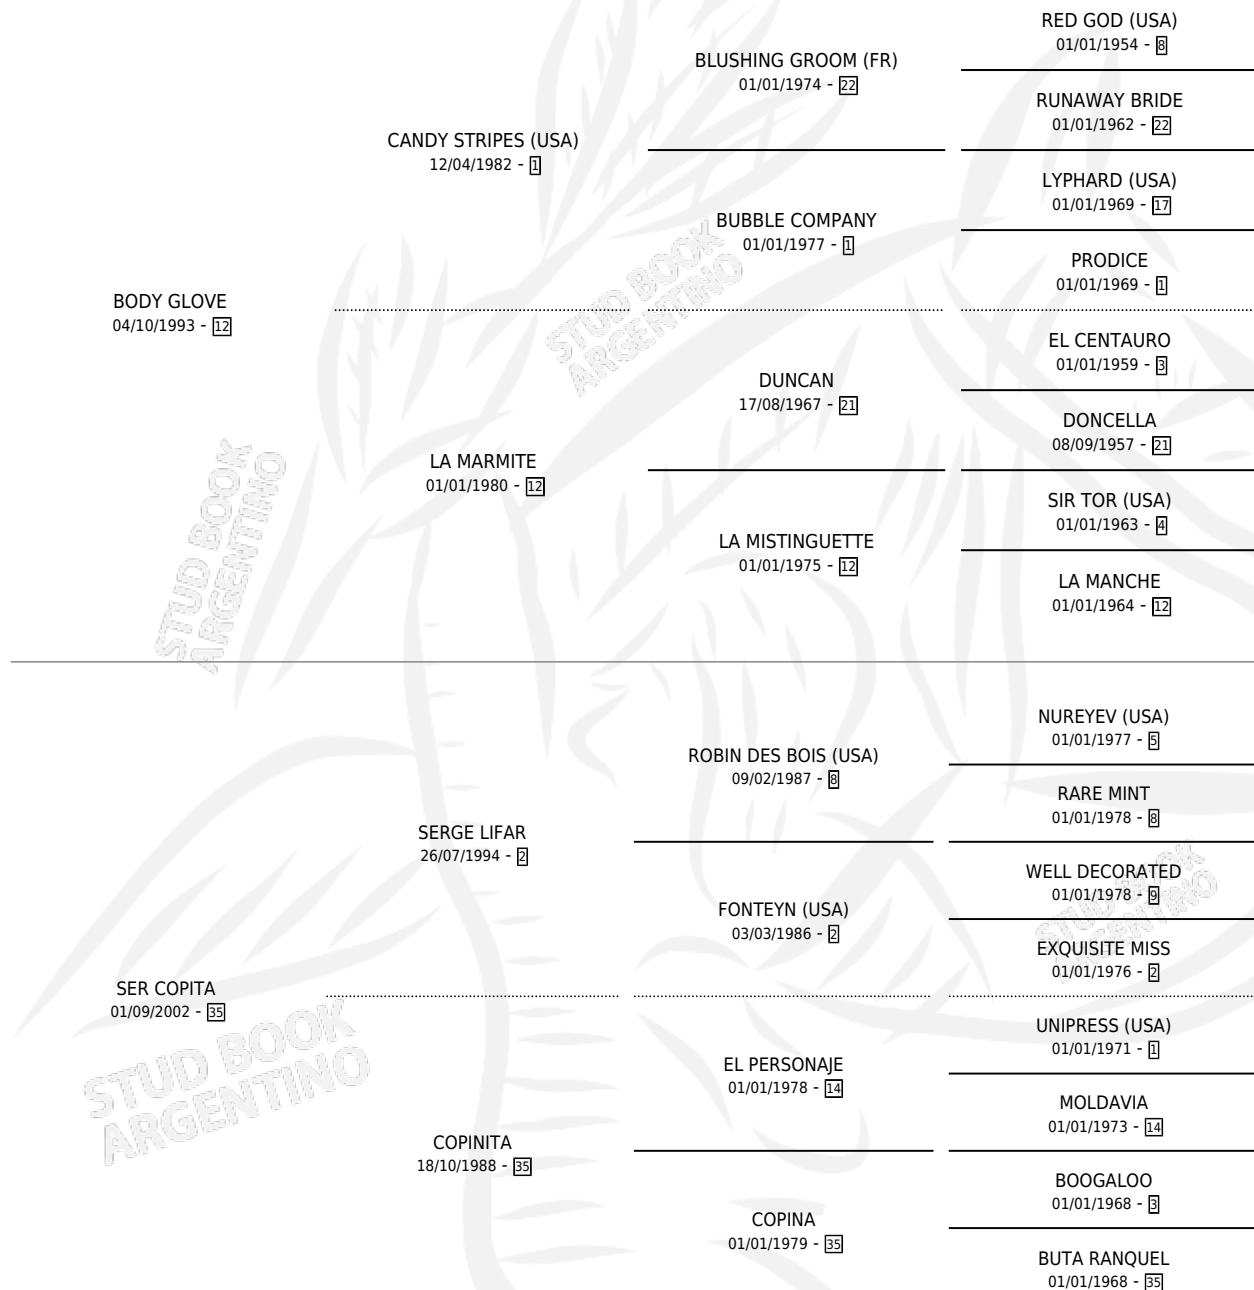 RED GOD (USA)
01/01/1954 - 8
BLUSHING GROOM (FR)
01/01/1974 - 22
RUNAWAY BRIDE
01/01/1962 - 22
CANDY STRIPES (USA)
12/04/1982 - 1
LYPHARD (USA)
01/01/1969 - 17
BUBBLE COMPANY
01/01/1977 - 1
PRODICE
01/01/1969 - 1
BODY GLOVE
04/10/1993 - 12
EL CENTAURO
01/01/1959 - 3
DUNCAN
17/08/1967 - 21
DONCELLA
08/09/1957 - 21
LA MARMITE
01/01/1980 - 12
SIR TOR (USA)
01/01/1963 - 4
LA MISTINGUETTE
01/01/1975 - 12
LA MANCHE
01/01/1964 - 12
STUD BOOK
ARGENTINO
STUD BOOK
ARGENTINO
NUREYEV (USA)
01/01/1977 - 5
ROBIN DES BOIS (USA)
09/02/1987 - 8
RARE MINT
01/01/1978 - 8
SERGE LIFAR
26/07/1994 - 2
WELL DECORATED
01/01/1978 - 9
FONTEYN (USA)
03/03/1986 - 2
EXQUISITE MISS
01/01/1976 - 2
SER COPITA
01/09/2002 - 35
UNIPRESS (USA)
01/01/1971 - 1
EL PERSONAJE
01/01/1978 - 14
MOLDAVIA
01/01/1973 - 14
COPINITA
18/10/1988 - 35
BOOGALOO
01/01/1968 - 3
COPINA
01/01/1979 - 35
BUTA RANQUEL
01/01/1968 - 35
STUD BOOK
ARGENTINO
STUD BOOK
ARGENTINO